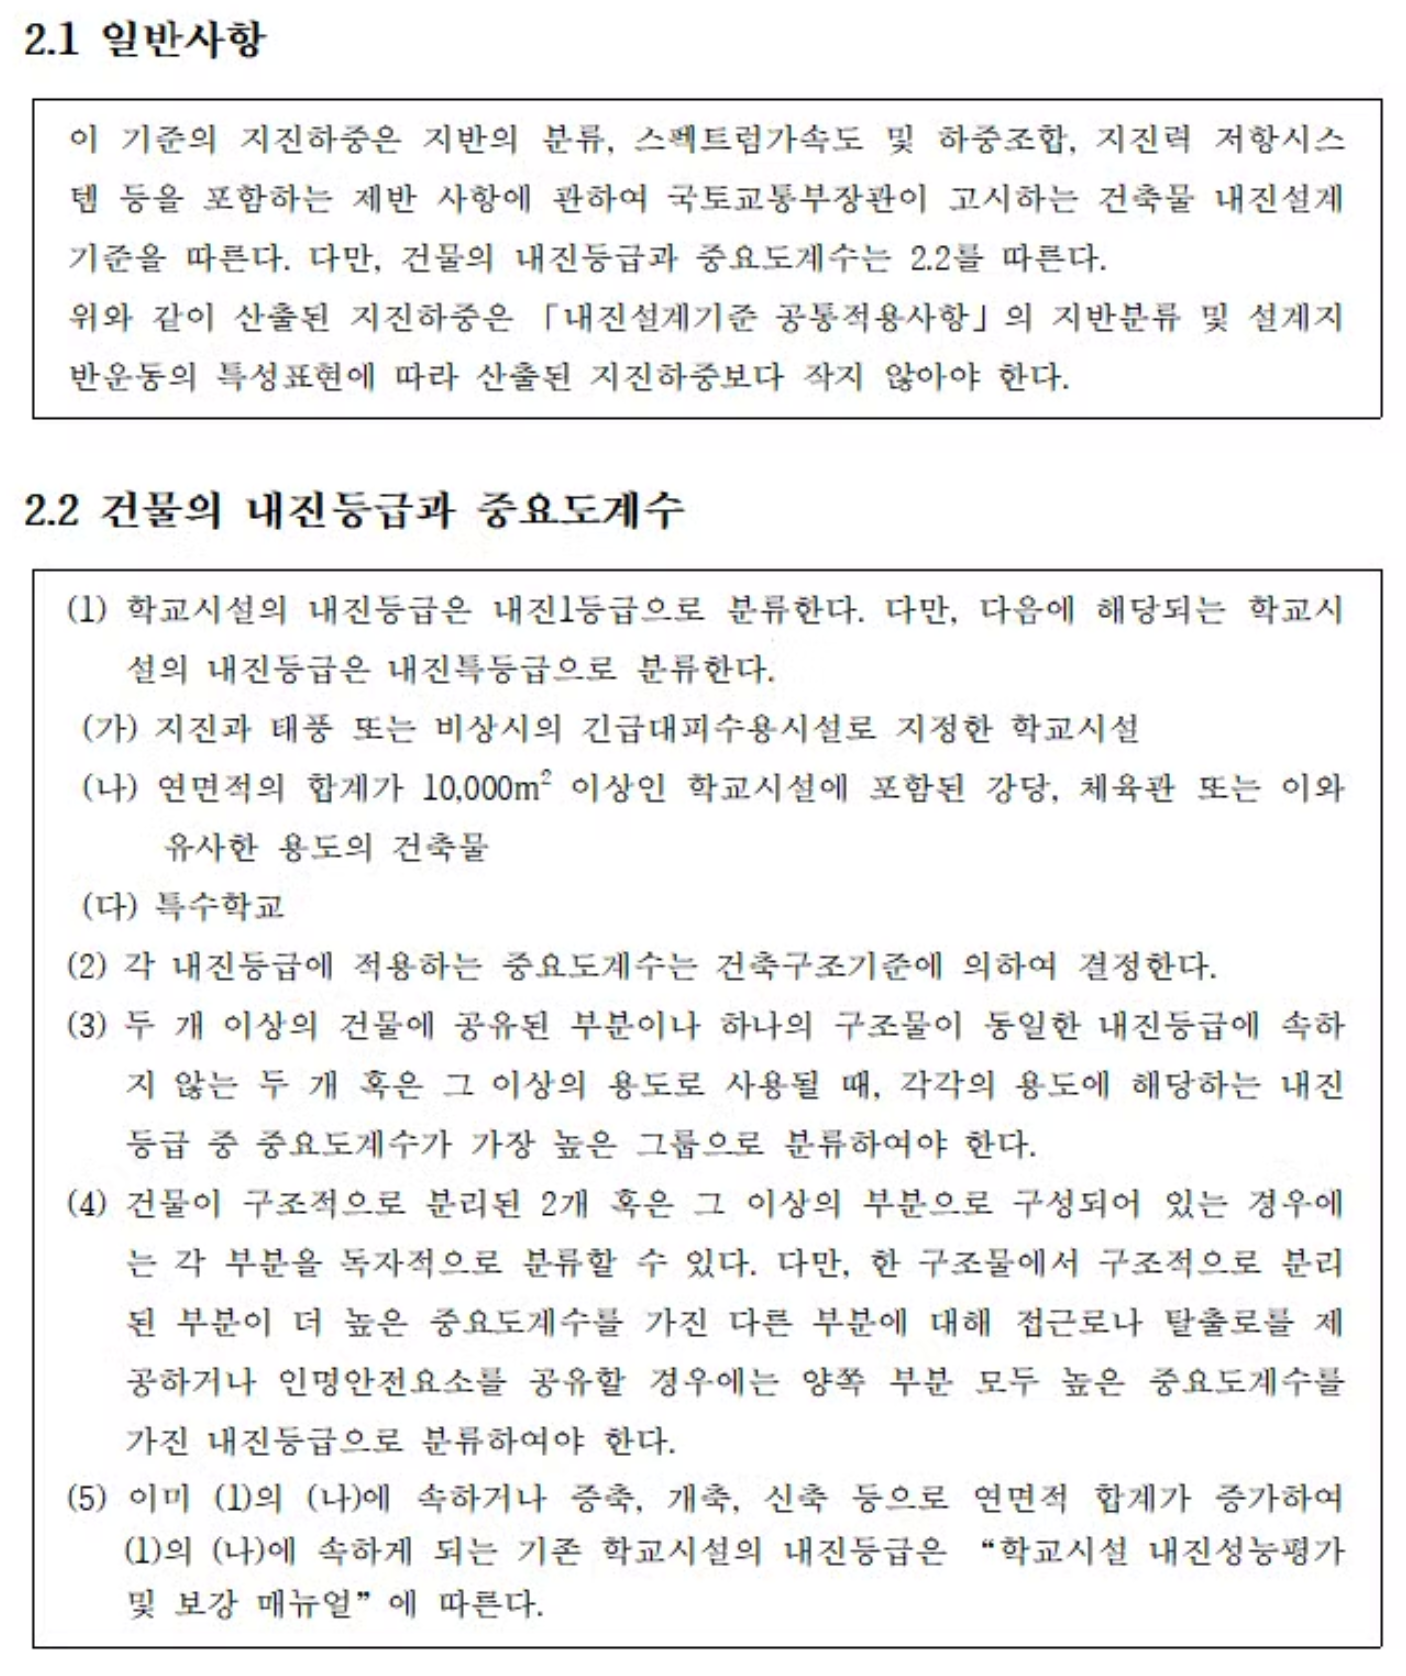 2.1 일반사항
이 기준의 지진하중은 지반의 분류, 스펙트럼가속도 및 하중조합, 지진력 저항시스
템 등을 포함하는 제반 사항에 관하여 국토교통부장관이 고시하는 건축물 내진설계
기준을 따른다. 다만, 건물의 내진등급과 중요도계수는 2.2를 따른다.
위와 같이 산출된 지진하중은 「내진설계기준 공통적용사항」의 지반분류 및 설계지
반운동의 특성표현에 따라 산출된 지진하중보다 작지 않아야 한다.
2.2 건물의 내진등급과 중요도계수
(1) 학교시설의 내진등급은 내진1등급으로 분류한다. 다만, 다음에 해당되는 학교시
설의 내진등급은 내진특등급으로 분류한다.
(가) 지진과 태풍 또는 비상시의 긴급대피수용시설로 지정한 학교시설
(나) 연면적의 합계가 10,000m² 이상인 학교시설에 포함된 강당, 체육관 또는 이와
유사한 용도의 건축물
(다) 특수학교
(2) 각 내진등급에 적용하는 중요도계수는 건축구조기준에 의하여 결정한다.
(3) 두 개 이상의 건물에 공유된 부분이나 하나의 구조물이 동일한 내진등급에 속하
지 않는 두 개 혹은 그 이상의 용도로 사용될 때, 각각의 용도에 해당하는 내진
등급 중 중요도계수가 가장 높은 그룹으로 분류하여야 한다.
(4) 건물이 구조적으로 분리된 2개 혹은 그 이상의 부분으로 구성되어 있는 경우에
는 각 부분을 독자적으로 분류할 수 있다. 다만, 한 구조물에서 구조적으로 분리
된 부분이 더 높은 중요도계수를 가진 다른 부분에 대해 접근로나 탈출로를 제
공하거나 인명안전요소를 공유할 경우에는 양쪽 부분 모두 높은 중요도계수를
가진 내진등급으로 분류하여야 한다.
(5) 이미 (1)의 (나)에 속하거나 증축, 개축, 신축 등으로 연면적 합계가 증가하여
(1)의 (나)에 속하게 되는 기존 학교시설의 내진등급은 “학교시설 내진성능평가
및 보강 매뉴얼”에 따른다.